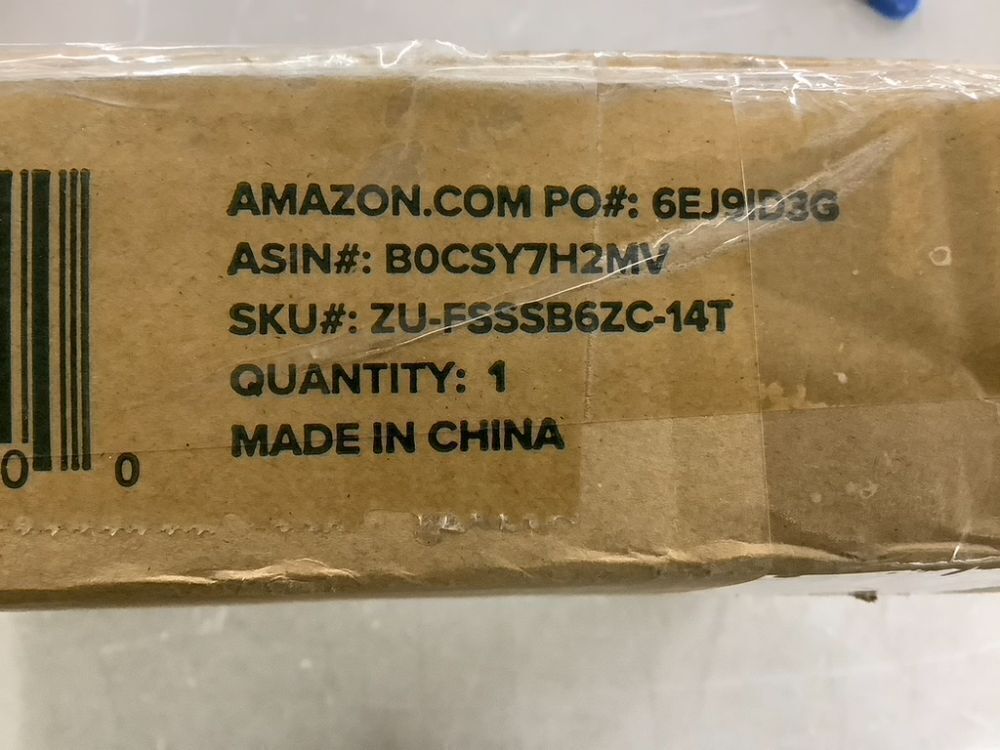 AMAZON.COM PO#: 6EJ9ID3G
ASIN#: B0CSY7H2MV
SKU#: ZU-FSSSB6ZC-14T
QUANTITY: 1
MADE IN CHINA
0 0